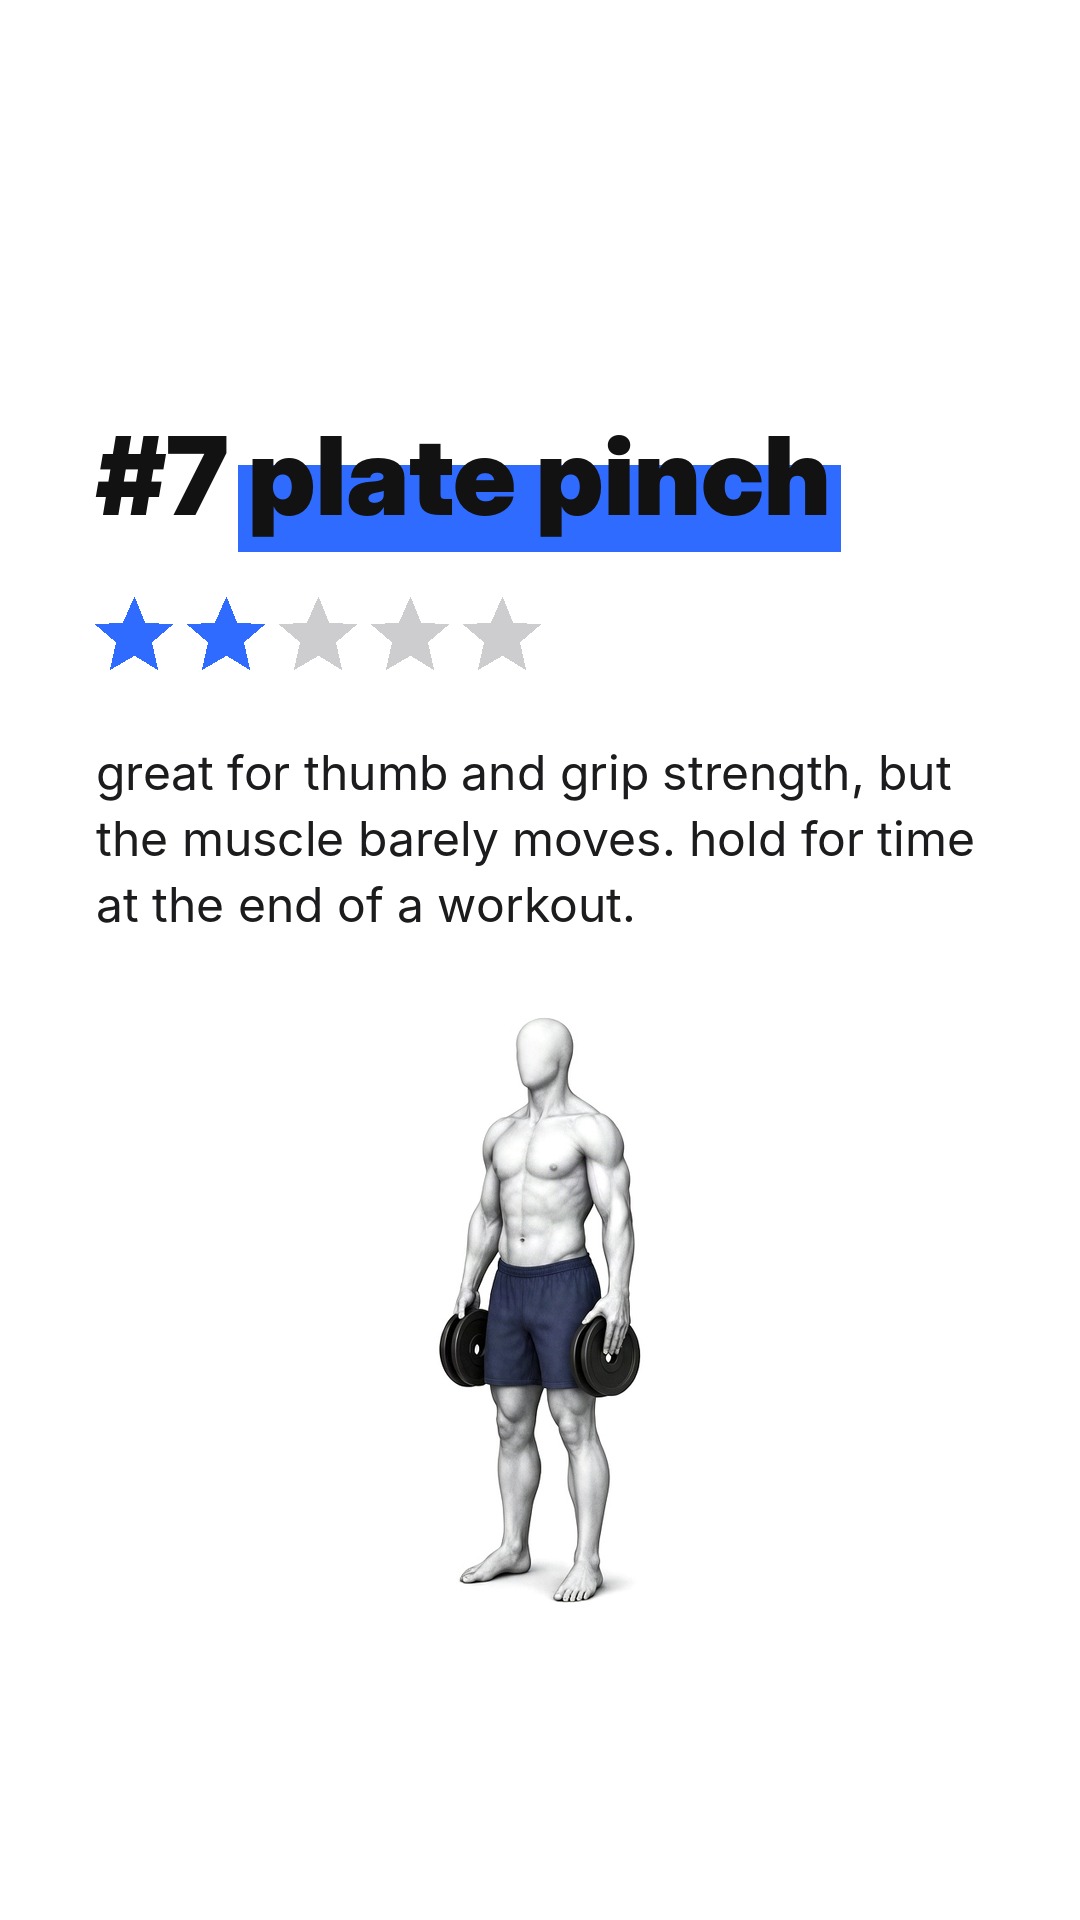 #7 plate pinch
great for thumb and grip strength, but
the muscle barely moves. hold for time
at the end of a workout.